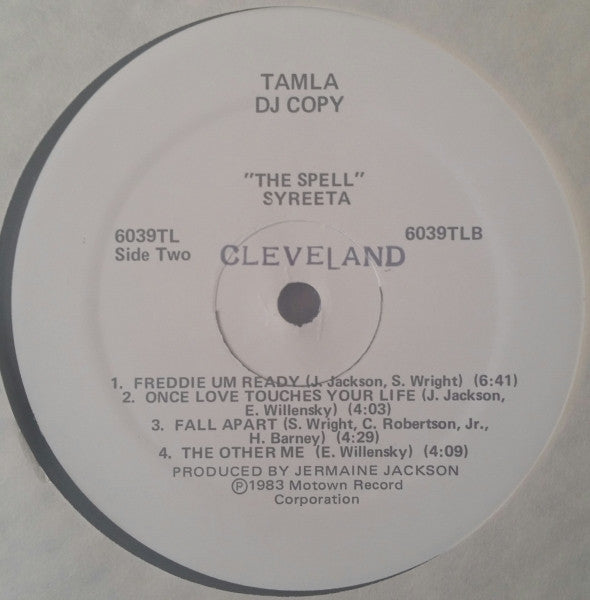 TAMLA
DJ COPY
"THE SPELL"
SYREETA
6039TL
Side Two
6039TLB
CLEVELAND
1. FREDDIE UM READY (J. Jackson, S. Wright) (6:41)
2. ONCE LOVE TOUCHES YOUR LIFE (J. Jackson,
E. Willensky) (4:03)
3. FALL APART (S. Wright, C. Robertson, Jr.,
H. Barney) (4:29)
4. THE OTHER ME (E. Willensky) (4:09)
PRODUCED BY JERMAINE JACKSON
Ⓟ1983 Motown Record
Corporation